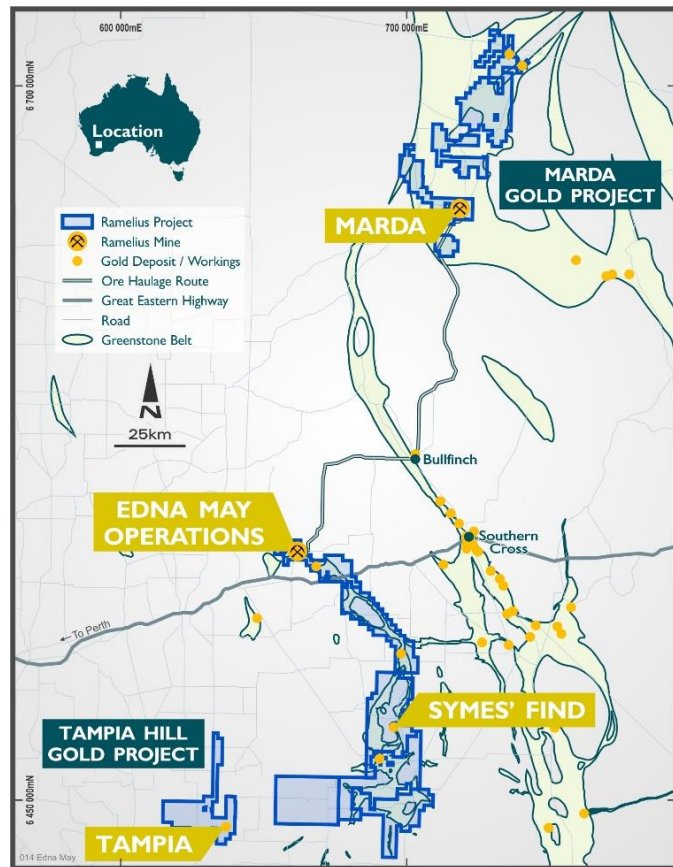 600 000mE
700 000mE
6 700 000mN
Location
MARDA
GOLD PROJECT
Ramelius Project
Ramelius Mine
Gold Deposit / Workings
Ore Haulage Route
Great Eastern Highway
Road
Greenstone Belt
MARDA
N
25km
Bullfinch
EDNA MAY
OPERATIONS
Southern
Cross
To Perth
SYMES' FIND
TAMPIA HILL
GOLD PROJECT
6 450 000mN
TAMPIA
014 Edna May